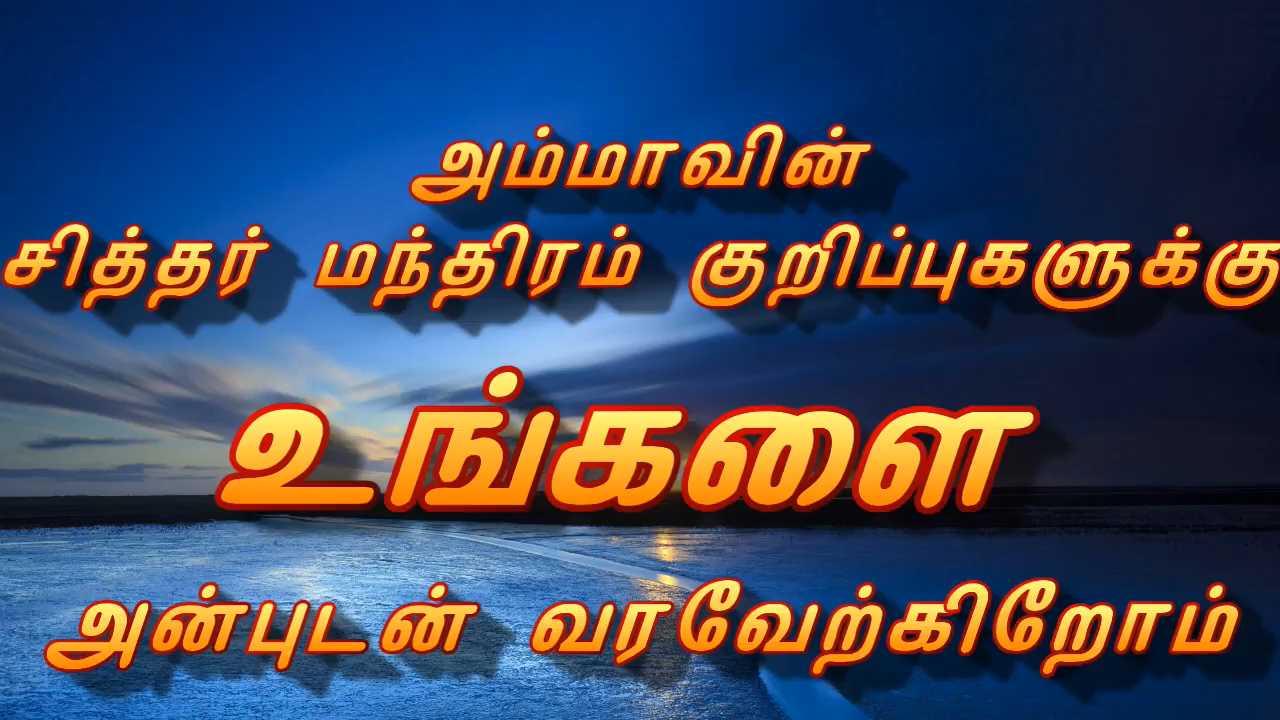 அம்மாவின்
சித்தர் மந்திரம் குறிப்புகளுக்கு
உங்களை
அன்புடன் வரவேற்கிறோம்